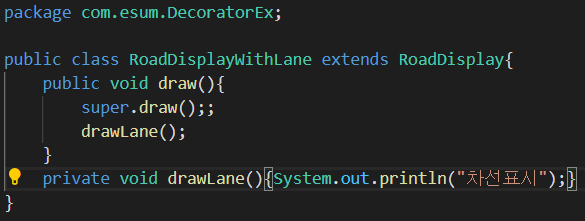 package com.esum.DecoratorEx;
public class RoadDisplayWithLane extends RoadDisplay{
public void draw(){
super.draw();;
drawLane();
}
private void drawLane(){System.out.println("차선표시");}
}